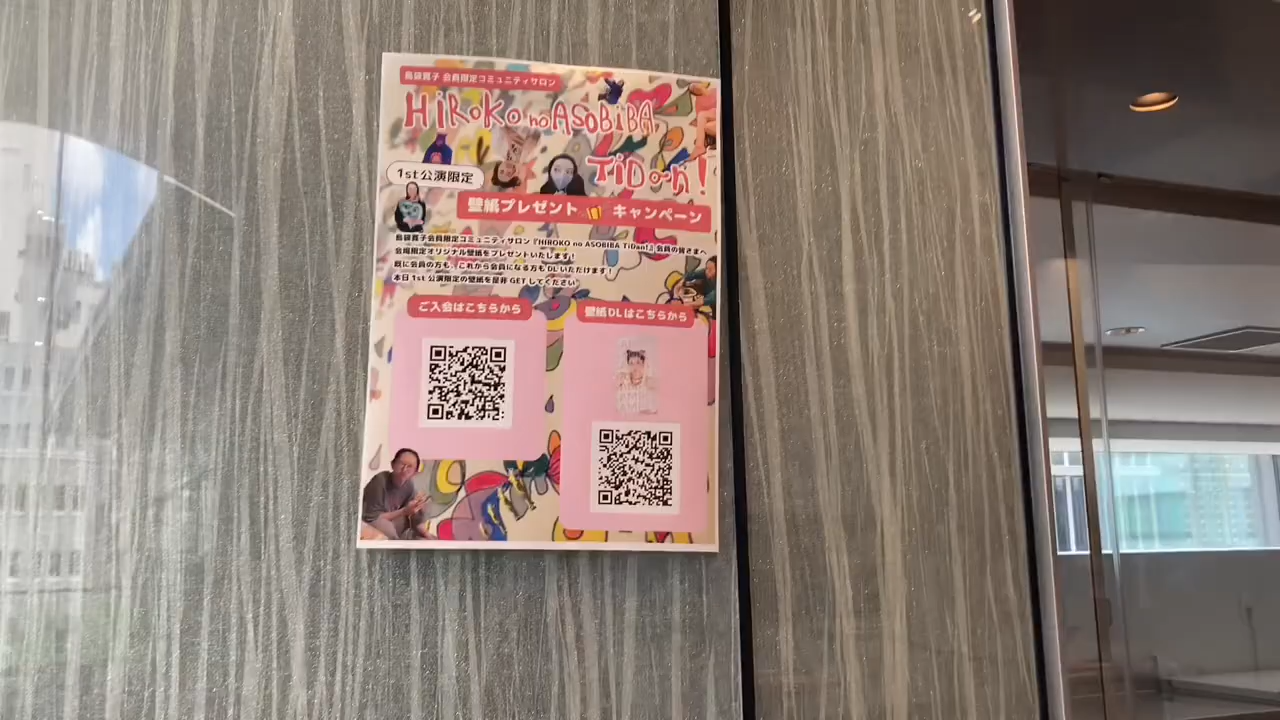 島袋寛子 会員限定コミュニティサロン
HiRoKo no ASOBiBA
TiDan!
1st公演限定
壁紙プレゼント キャンペーン
島袋寛子会員限定コミュニティサロン『HIROKO no ASOBIBA TiDan!』会員の皆さまへ
会場限定オリジナル壁紙をプレゼントいたします!
既に会員の方も、これから会員になる方もDLいただけます!
本日1st公演限定の壁紙を是非GETしてください
ご入会はこちらから
壁紙DLはこちらから